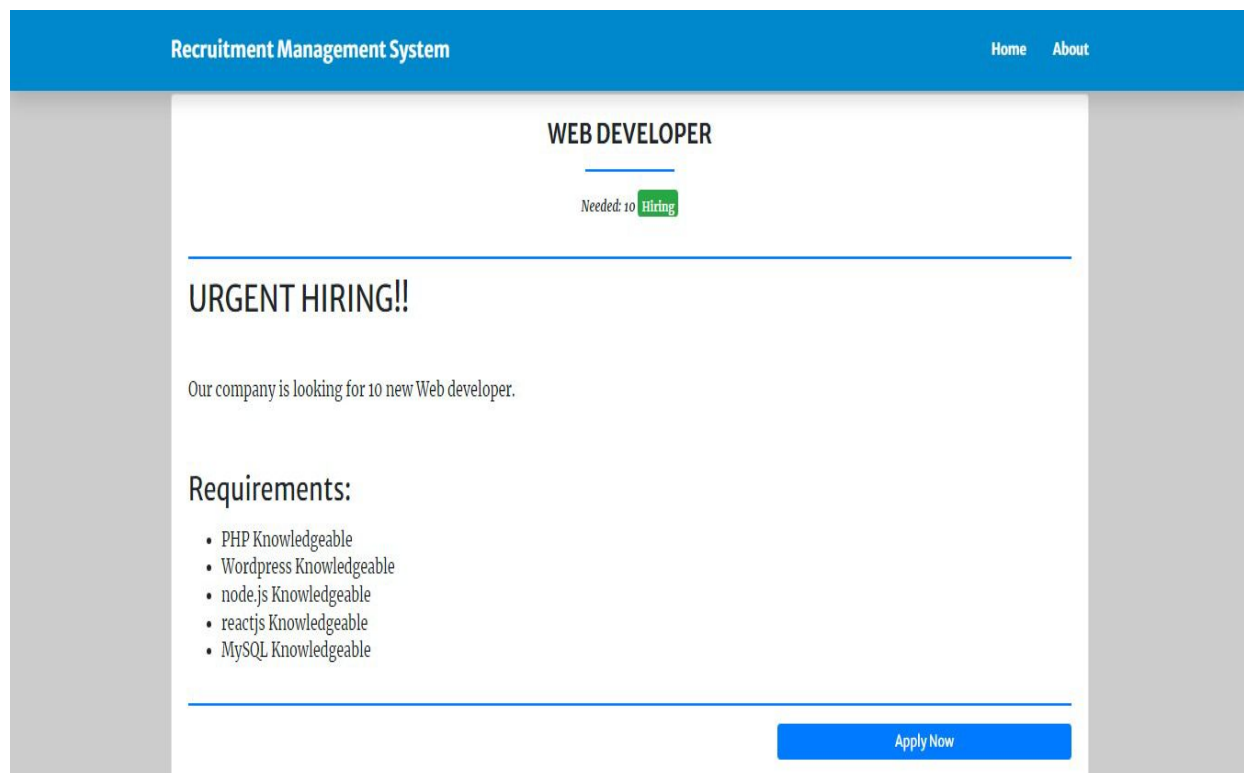 Recruitment Management System
Home About
WEB DEVELOPER
Needed: 10 Hiring
URGENT HIRING!!
Our company is looking for 10 new Web developer.
Requirements:
• PHP Knowledgeable
• Wordpress Knowledgeable
• node.js Knowledgeable
• reactjs Knowledgeable
• MySQL Knowledgeable
Apply Now